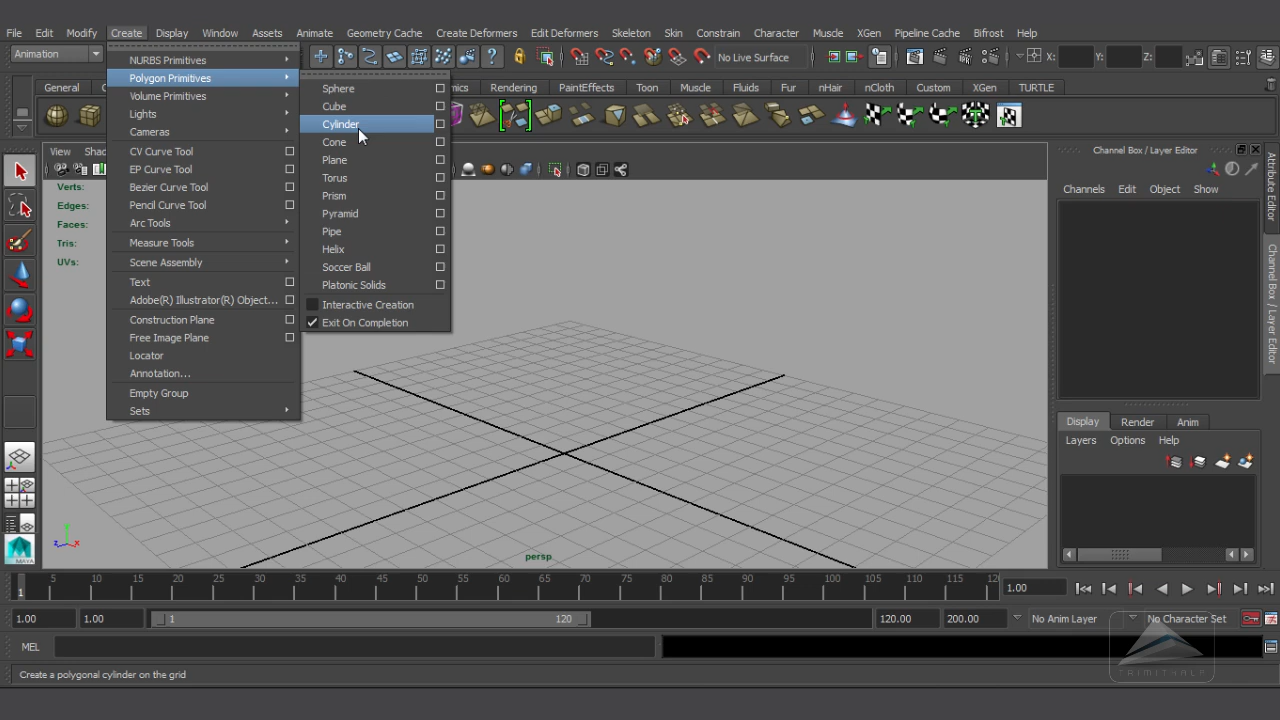 File Edit Modify Create Display Window Assets Animate Geometry Cache Create Deformers Edit Deformers Skeleton Skin Constrain Character Muscle XGen Pipeline Cache Bifrost Help
Animation No Live Surface X: Y: Z:
General Rendering PaintEffects Toon Muscle Fluids Fur nHair nCloth Custom XGen TURTLE
NURBS Primitives
Polygon Primitives
Volume Primitives
Lights
Cameras
CV Curve Tool
EP Curve Tool
Bezier Curve Tool
Pencil Curve Tool
Arc Tools
Measure Tools
Scene Assembly
Text
Adobe(R) Illustrator(R) Object...
Construction Plane
Free Image Plane
Locator
Annotation...
Empty Group
Sets
Sphere
Cube
Cylinder
Cone
Plane
Torus
Prism
Pyramid
Pipe
Helix
Soccer Ball
Platonic Solids
Interactive Creation
Exit On Completion
View
Verts:
Edges:
Faces:
Tris:
UVs:
persp
Channel Box / Layer Editor
Channels Edit Object Show
Attribute Editor
Channel Box / Layer Editor
Display Render Anim
Layers Options Help
MAYA
1 5 10 15 20 25 30 35 40 45 50 55 60 65 70 75 80 85 90 95 100 105 110 115 1.00
1.00 1.00 1 120 120.00 200.00 No Anim Layer No Character Set
MEL
Create a polygonal cylinder on the grid